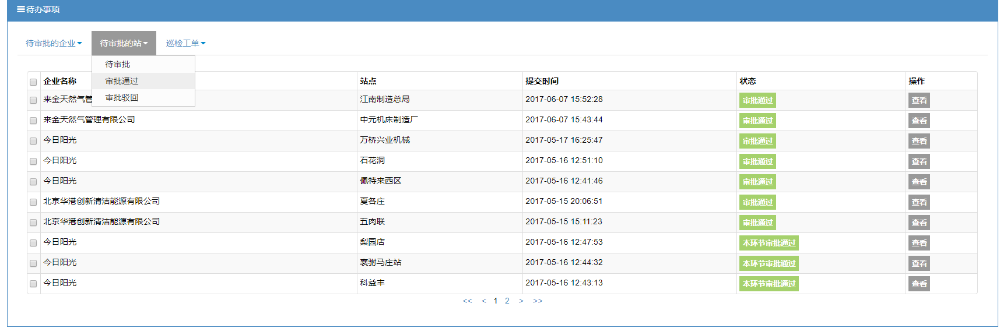 待办事项
待审批的企业 待审批的站 巡检工单
待审批
审批通过
审批驳回
企业名称 站点 提交时间 状态 操作
来金天然气管 江南制造总局 2017-06-07 15:52:28 审批通过 查看
来金天然气管理有限公司 中元机床制造厂 2017-06-07 15:43:44 审批通过 查看
今日阳光 万桥兴业机械 2017-05-17 16:25:47 审批通过 查看
今日阳光 石花洞 2017-05-16 12:51:10 审批通过 查看
今日阳光 佩特来西区 2017-05-16 12:41:46 审批通过 查看
北京华港创新清洁能源有限公司 夏各庄 2017-05-15 20:06:51 审批通过 查看
北京华港创新清洁能源有限公司 五肉联 2017-05-15 15:11:23 审批通过 查看
今日阳光 梨园店 2017-05-16 12:47:53 本环节审批通过 查看
今日阳光 襄驸马庄站 2017-05-16 12:44:32 本环节审批通过 查看
今日阳光 科益丰 2017-05-16 12:43:13 本环节审批通过 查看
<< < 1 2 > >>